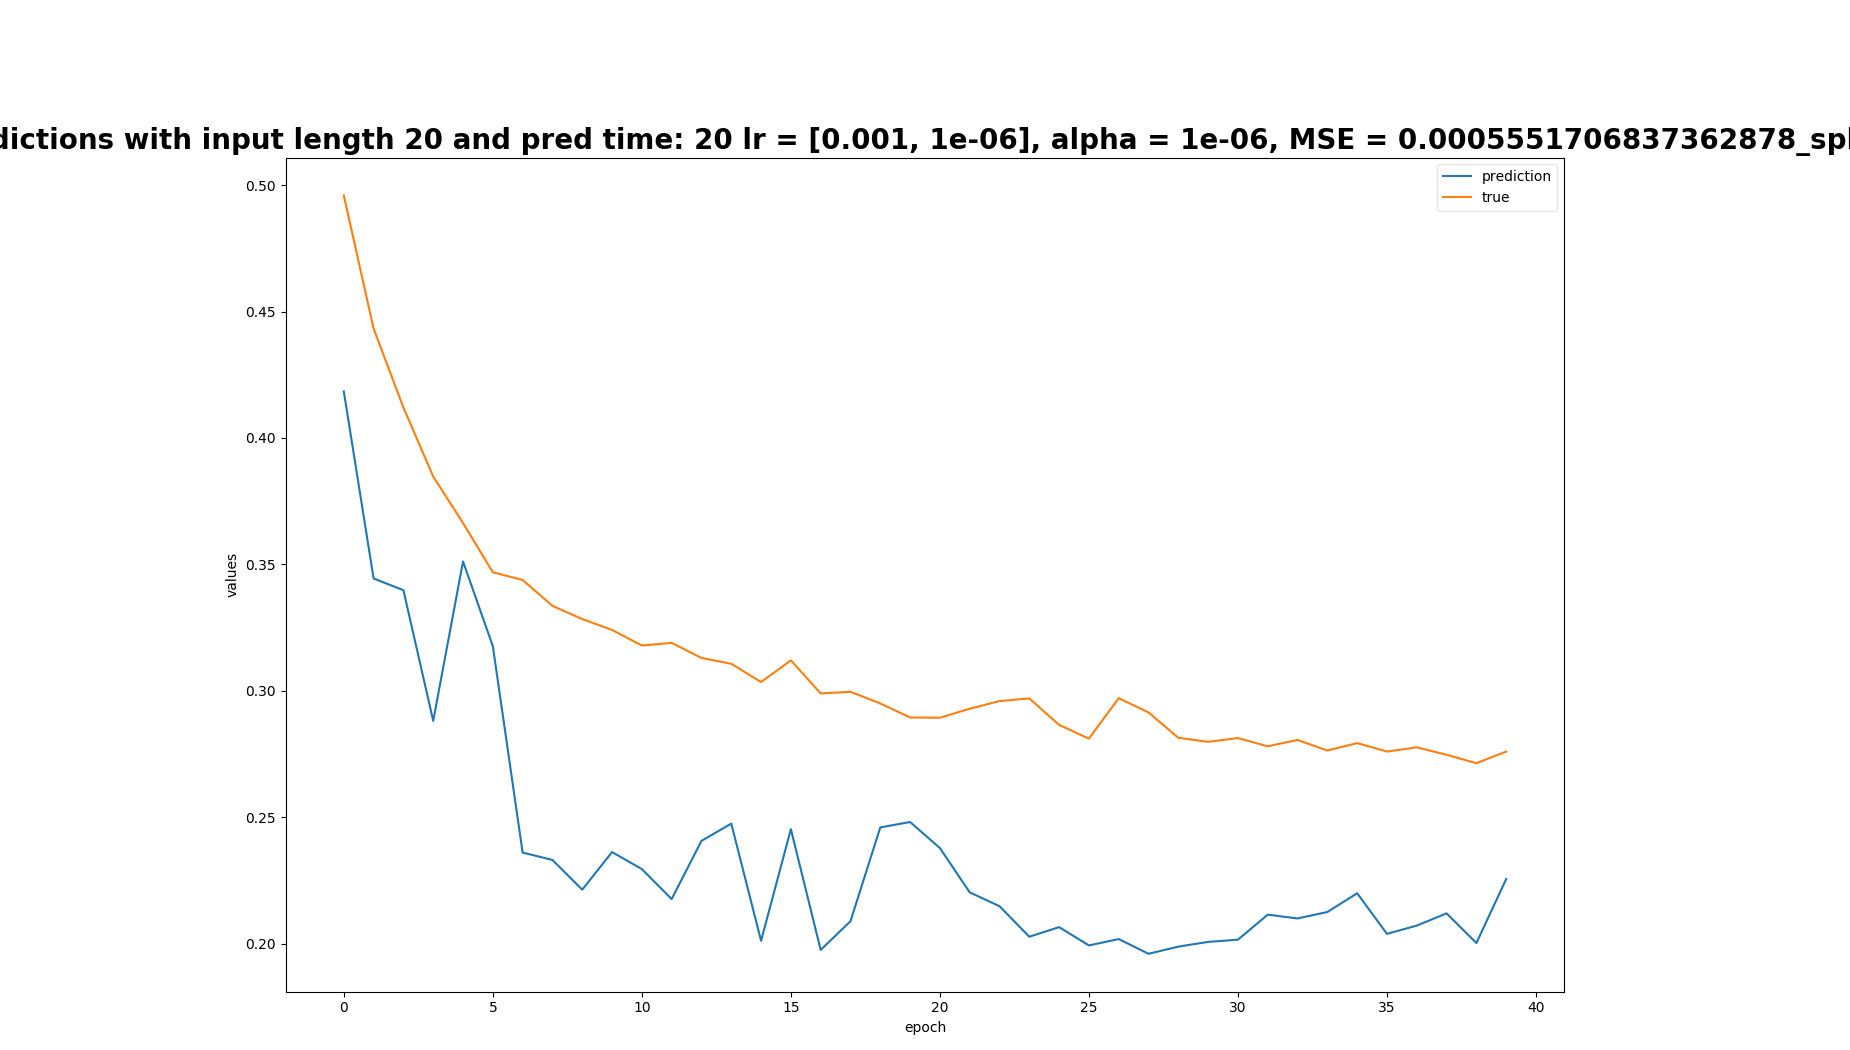 dictions with input length 20 and pred time: 20 lr = [0.001, 1e-06], alpha = 1e-06, MSE = 0.0005551706837362878_spl
prediction
true
0.50
0.45
0.40
0.35
0.30
0.25
0.20
values
0 5 10 15 20 25 30 35 40
epoch